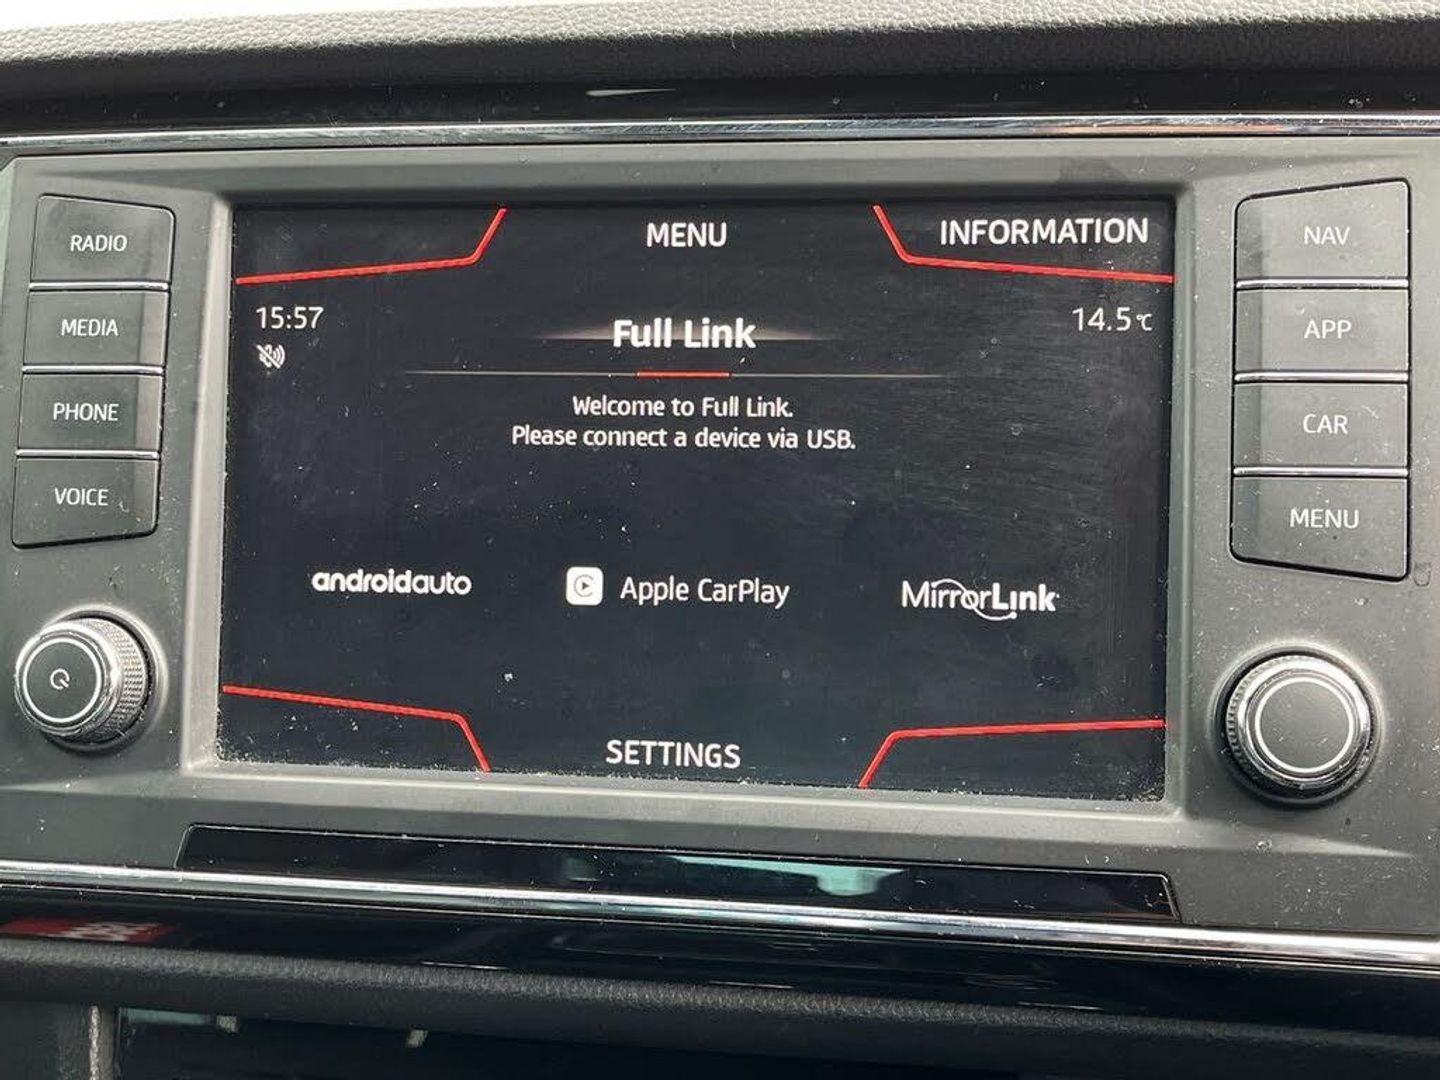 RADIO
MEDIA
PHONE
VOICE
MENU
INFORMATION
15:57
14.5°C
Full Link
Welcome to Full Link.
Please connect a device via USB.
androidauto
Apple CarPlay
MirrorLink
SETTINGS
NAV
APP
CAR
MENU